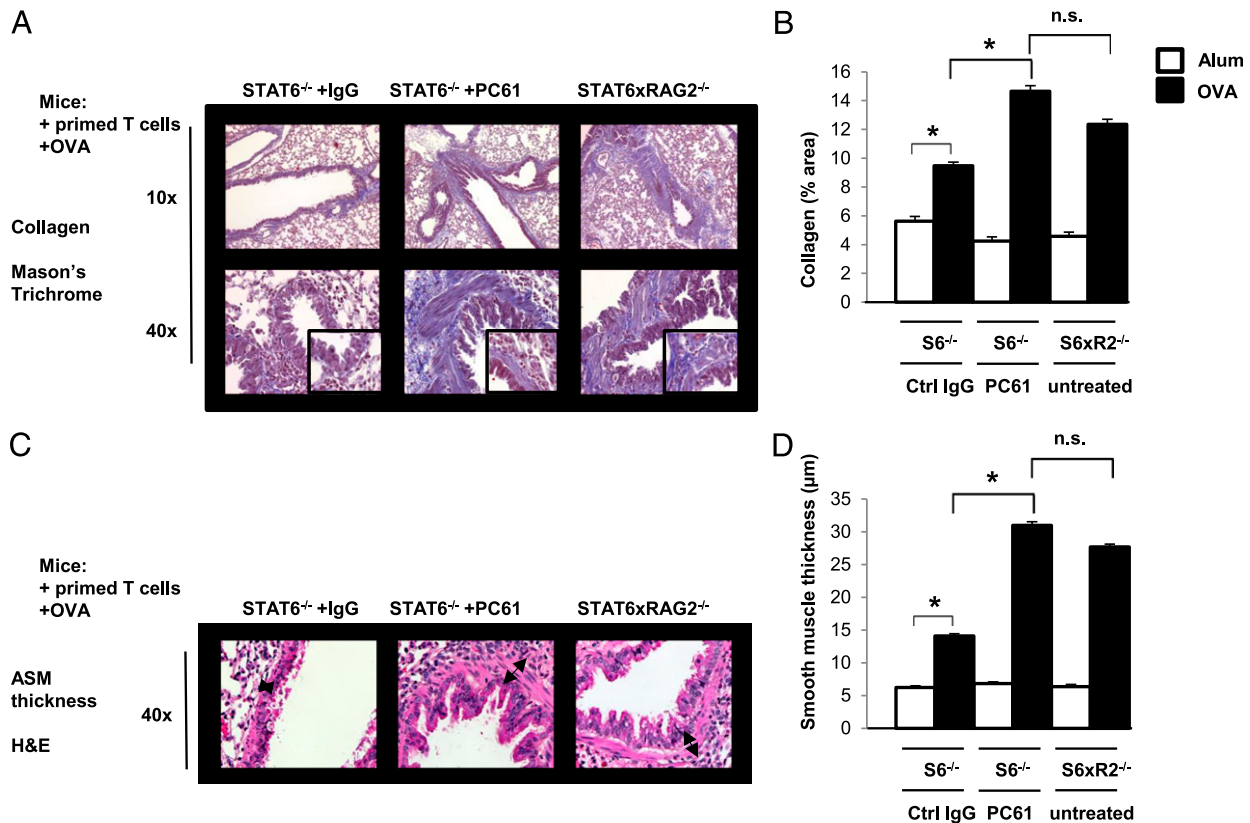 A
STAT6-/- +IgG STAT6-/- +PC61 STAT6xRAG2-/-
Mice:
+ primed T cells
+OVA
10x
Collagen
Mason's
Trichrome
40x
B
n.s.
*
*
Alum
OVA
Collagen (% area)
16
14
12
10
8
6
4
2
0
S6-/- S6-/- S6xR2-/-
Ctrl IgG PC61 untreated
C
Mice:
+ primed T cells
+OVA
STAT6-/- +IgG STAT6-/- +PC61 STAT6xRAG2-/-
ASM
thickness
40x
H&E
D
n.s.
*
*
Smooth muscle thickness (µm)
35
30
25
20
15
10
5
0
S6-/- S6-/- S6xR2-/-
Ctrl IgG PC61 untreated